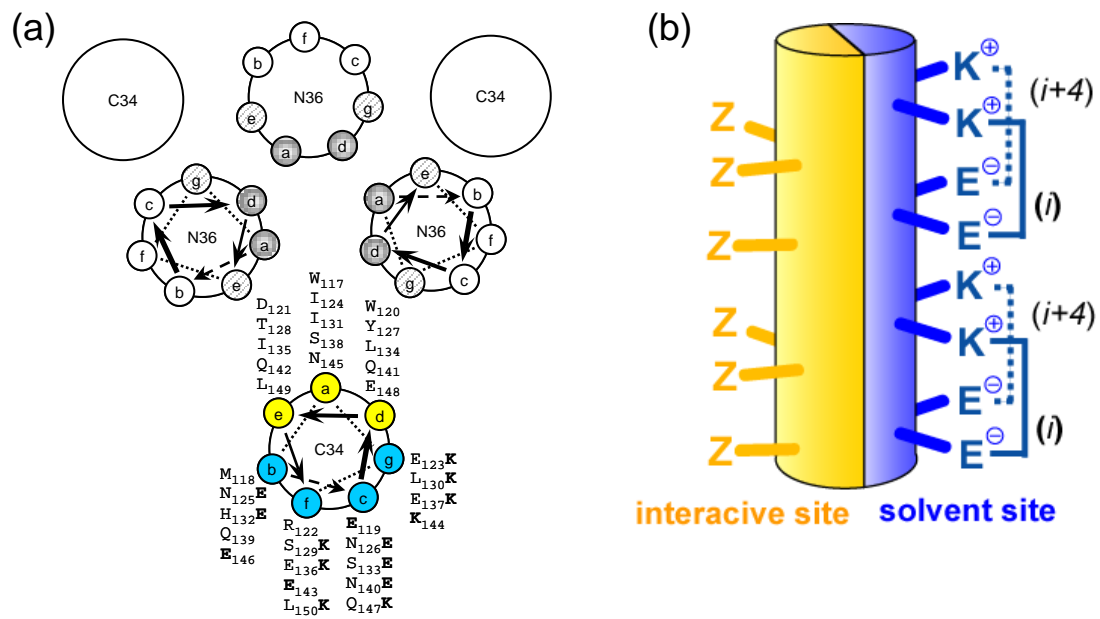 (a)
C34
f
b
c
N36
e
g
a
d
C34
g
c
d
N36
f
a
b
e
e
a
b
N36
f
d
g
c
D121
T128
I135
Q142
L149
W117
I124
I131
S138
N145
W120
Y127
L134
Q141
E148
a
e
d
C34
b
g
f
c
M118
N125E
H132E
Q139
E146
R122
S129K
E136K
E143
L150K
E119
N126E
S133E
N140E
Q147K
E123K
L130K
E137K
K144
(b)
Z
Z
Z
Z
Z
Z
K⊕
K⊕
E⊖
E⊖
K⊕
K⊕
E⊖
E⊖
(i+4)
(i)
(i+4)
(i)
interacive site
solvent site